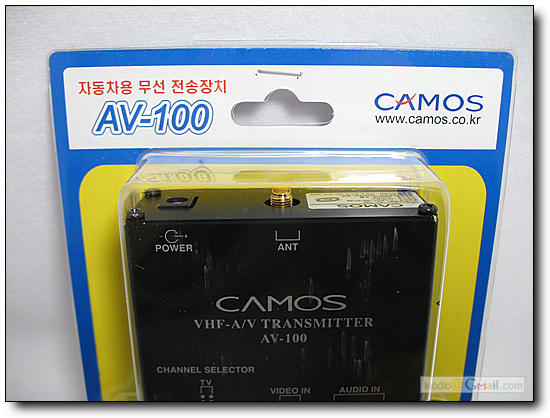 자동차용 무선 전송장치
AV-100
CAMOS
www.camos.co.kr
POWER
ANT
CAMOS
VHF-A/V TRANSMITTER
AV-100
CHANNEL SELECTOR
TV
VIDEO IN
AUDIO IN
leodio@Gmail.com